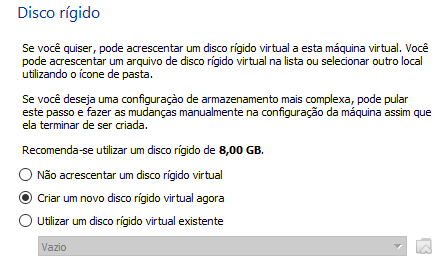 Disco rígido
Se você quiser, pode acrescentar um disco rígido virtual a esta máquina virtual. Você
pode acrescentar um arquivo de disco rígido virtual na lista ou selecionar outro local
utilizando o ícone de pasta.
Se você deseja uma configuraçào de armazenamento mais complexa, pode pular
este passo e fazer as mudanças manualmente na configuração da máquina assim que
ela terminar de ser criada.
Recomenda-se utilizar um disco rígido de 8,00 GB.
Não acrescentar um disco rígido virtual
Criar um novo disco rígido virtual agora
Utilizar um disco rígido virtual existente
Vazio